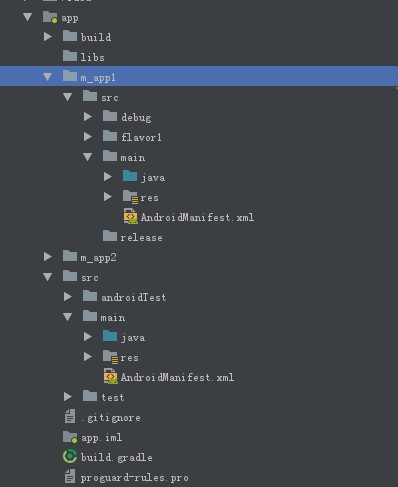 app
build
libs
m_app1
src
debug
flavor1
main
java
res
AndroidManifest.xml
release
m_app2
src
androidTest
main
java
res
AndroidManifest.xml
test
.gitignore
app.iml
build.gradle
proguard-rules.pro